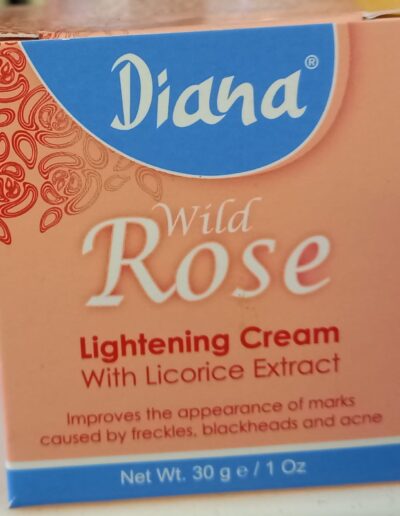 Diana®
Wild
Rose
Lightening Cream
With Licorice Extract
Improves the appearance of marks
caused by freckles, blackheads and acne
Net Wt. 30 g ℮ / 1 Oz